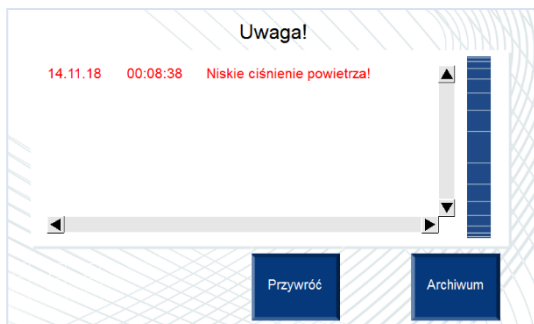 Uwaga!
14.11.18 00:08:38 Niskie ciśnienie powietrza!
Przywróć
Archiwum